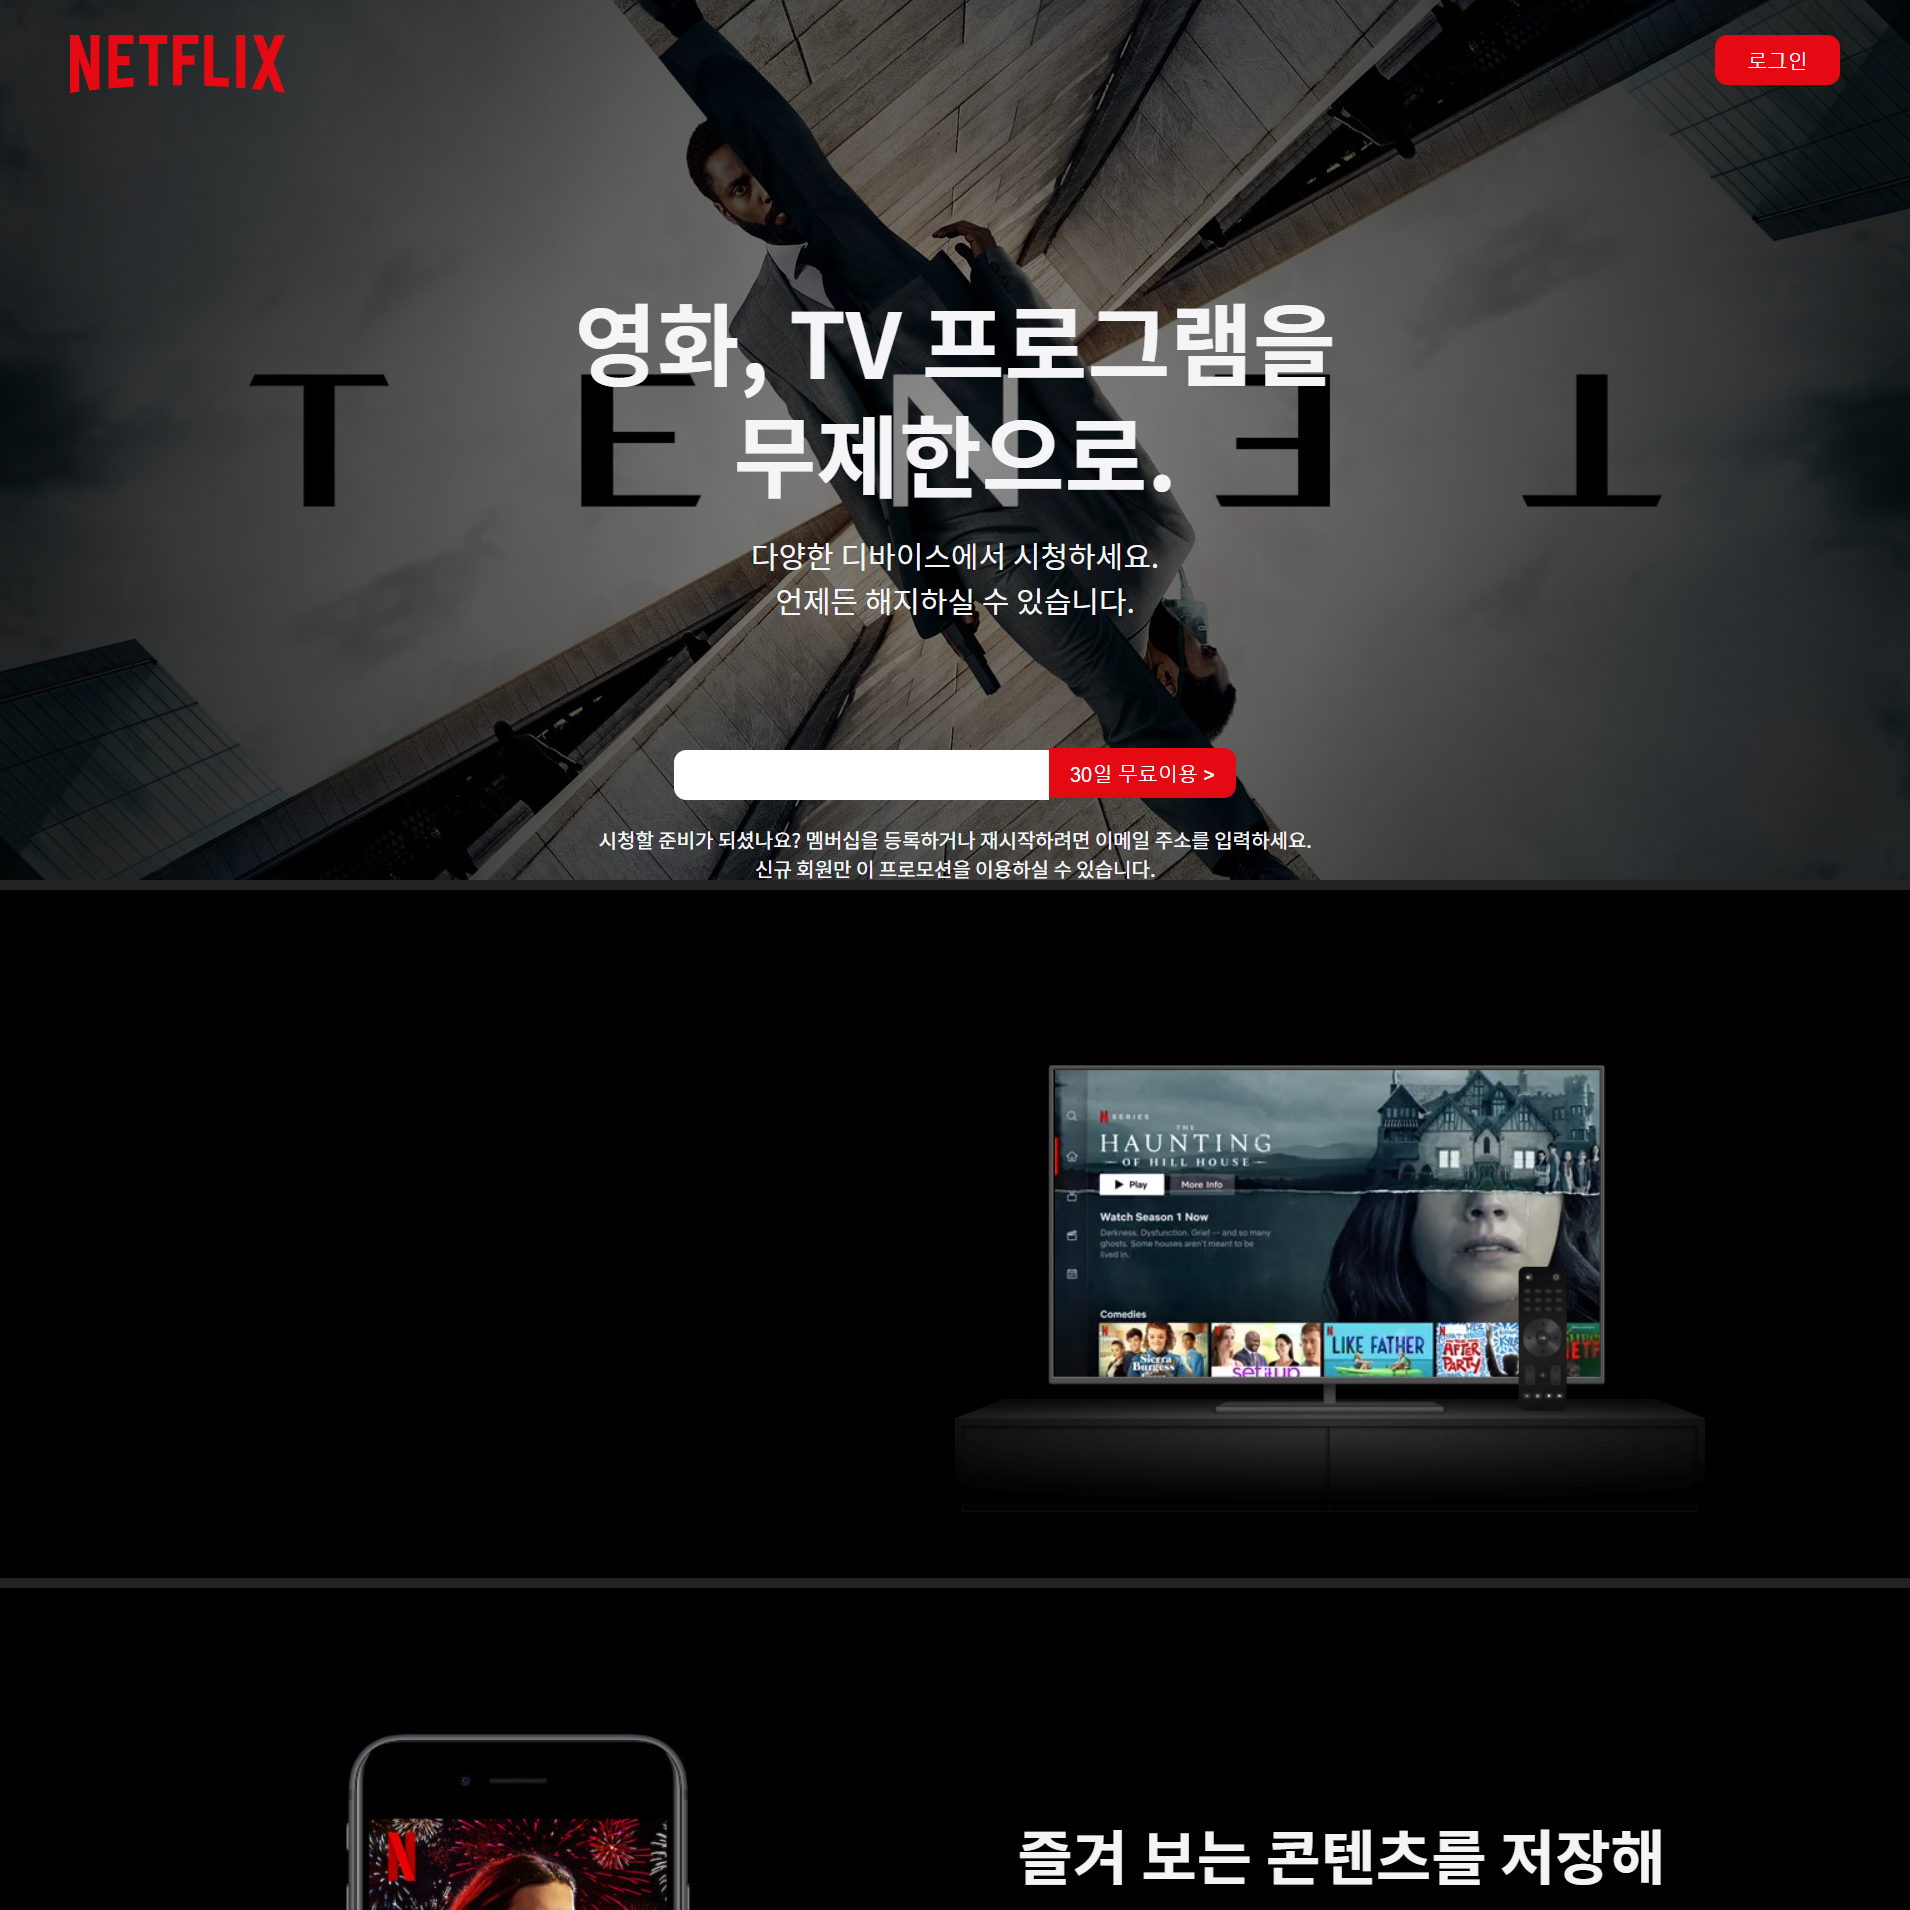 NETFLIX
로그인
영화, TV 프로그램을
무제한으로.
TENET
다양한 디바이스에서 시청하세요.
언제든 해지하실 수 있습니다.
30일 무료이용 >
시청할 준비가 되셨나요? 멤버십을 등록하거나 재시작하려면 이메일 주소를 입력하세요.
신규 회원만 이 프로모션을 이용하실 수 있습니다.
N SERIES
THE
HAUNTING
OF HILL HOUSE
Play
More Info
Watch Season 1 Now
Darkness. Dysfunction. Grief -- and so many
ghosts. Some houses aren't meant to be
lived in.
Comedies
Sierra
Burgess
set it up
LIKE FATHER
AFTER
PARTY
N
즐겨 보는 콘텐츠를 저장해